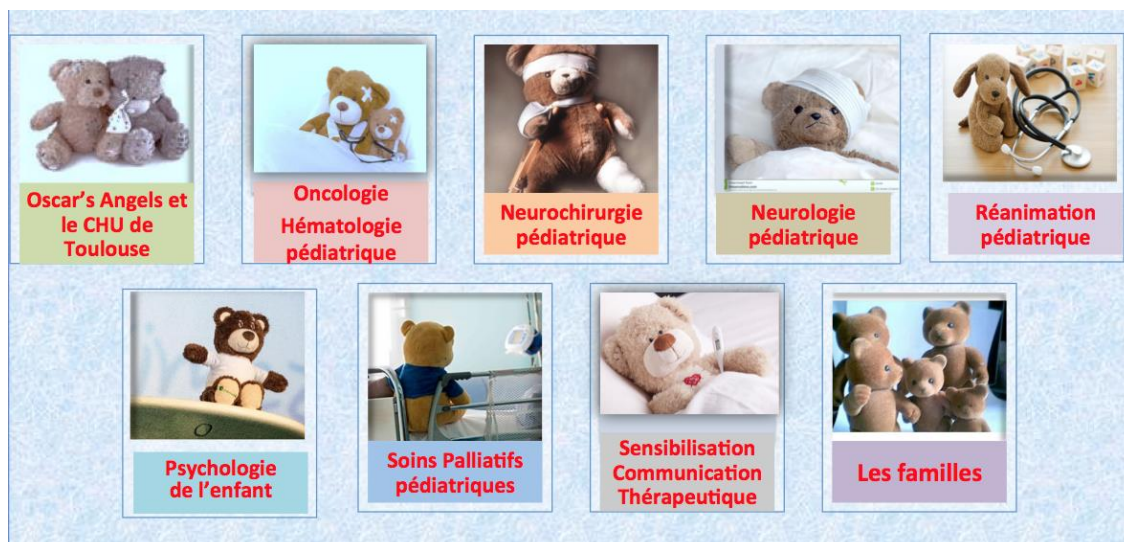 Oscar's Angels et
le CHU de
Toulouse
Oncologie
Hématologie
pédiatrique
Neurochirurgie
pédiatrique
Neurologie
pédiatrique
Réanimation
pédiatrique
Psychologie
de l'enfant
Soins Palliatifs
pédiatriques
Sensibilisation
Communication
Thérapeutique
Les familles